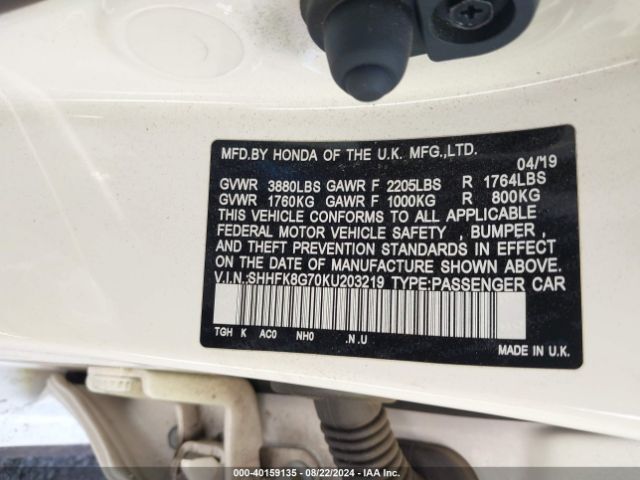 MFD.BY HONDA OF THE U.K. MFG.,LTD.
04/19
GVWR 3880LBS GAWR F 2205LBS R 1764LBS
GVWR 1760KG GAWR F 1000KG R 800KG
THIS VEHICLE CONFORMS TO ALL APPLICABLE
FEDERAL MOTOR VEHICLE SAFETY , BUMPER ,
AND THEFT PREVENTION STANDARDS IN EFFECT
ON THE DATE OF MANUFACTURE SHOWN ABOVE.
V.I.N.:SHHFK8G70KU203219 TYPE:PASSENGER CAR
TGH K AC0 NH0 .N.U
MADE IN U.K.
000-40159135 - 08/22/2024 - IAA Inc.